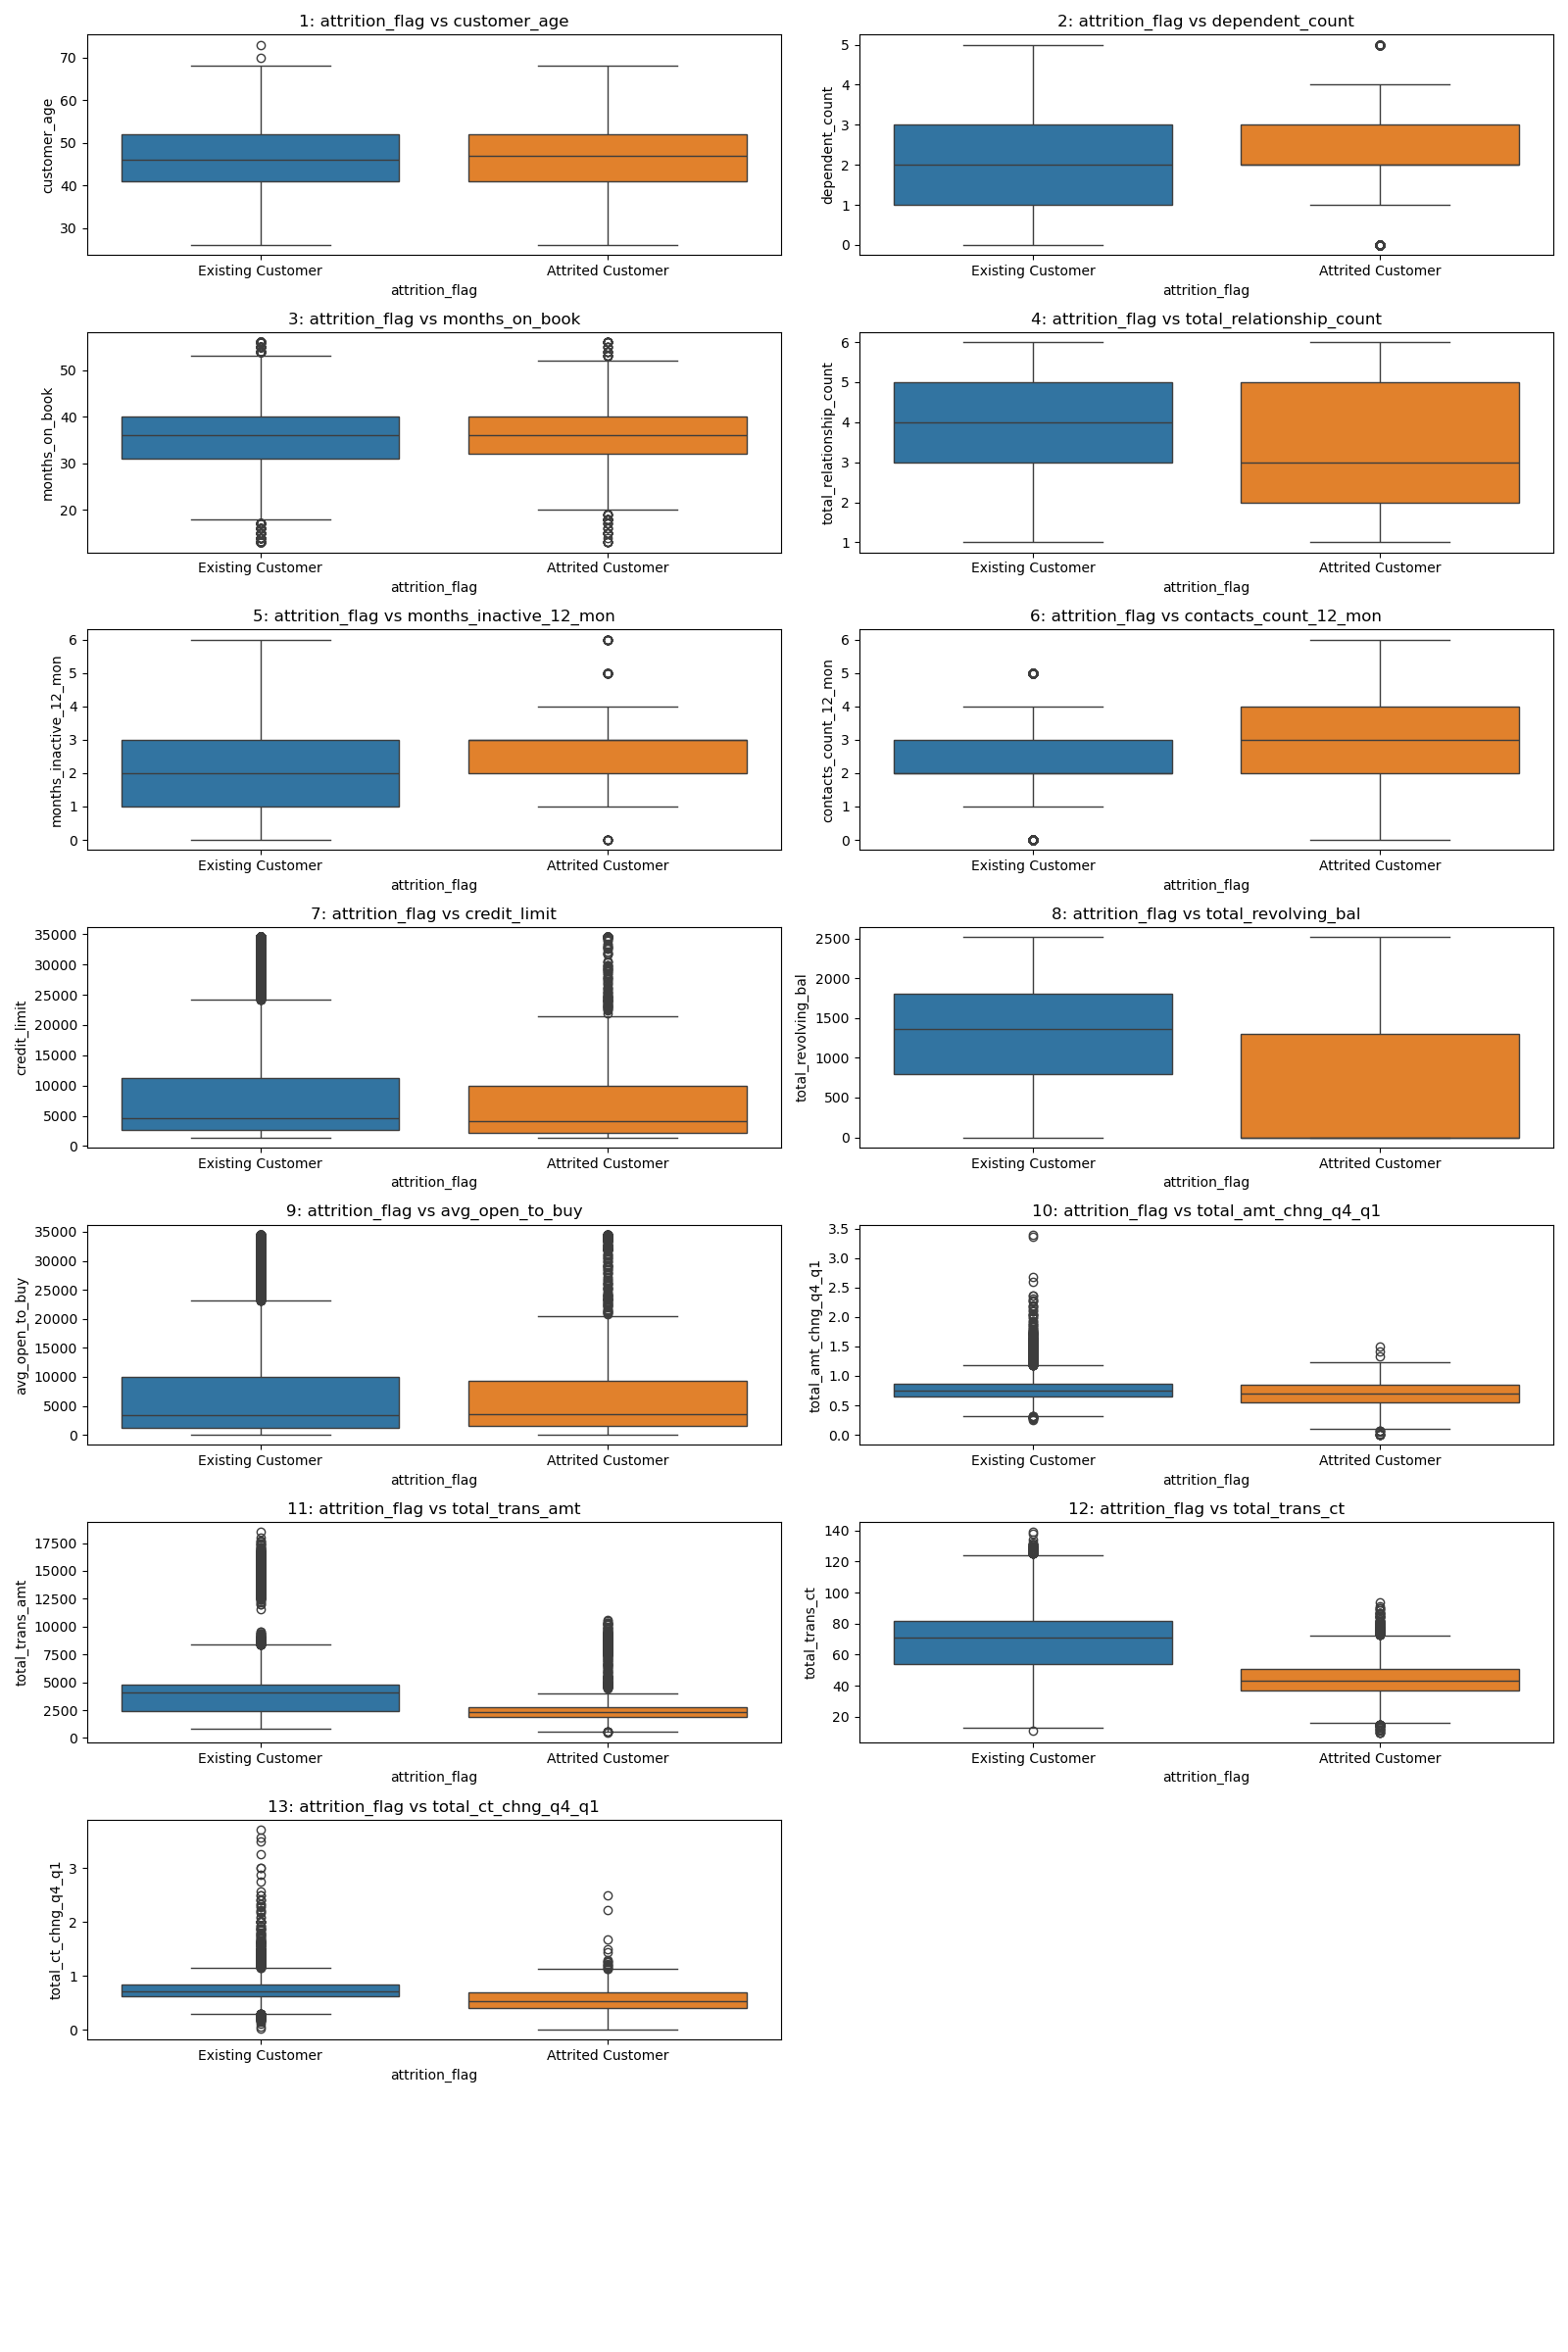 1: attrition_flag vs customer_age
customer_age
70
60
50
40
30
Existing Customer
Attrited Customer
attrition_flag
2: attrition_flag vs dependent_count
dependent_count
5
4
3
2
1
0
Existing Customer
Attrited Customer
attrition_flag
3: attrition_flag vs months_on_book
months_on_book
50
40
30
20
Existing Customer
Attrited Customer
attrition_flag
4: attrition_flag vs total_relationship_count
total_relationship_count
6
5
4
3
2
1
Existing Customer
Attrited Customer
attrition_flag
5: attrition_flag vs months_inactive_12_mon
months_inactive_12_mon
6
5
4
3
2
1
0
Existing Customer
Attrited Customer
attrition_flag
6: attrition_flag vs contacts_count_12_mon
contacts_count_12_mon
6
5
4
3
2
1
0
Existing Customer
Attrited Customer
attrition_flag
7: attrition_flag vs credit_limit
credit_limit
35000
30000
25000
20000
15000
10000
5000
0
Existing Customer
Attrited Customer
attrition_flag
8: attrition_flag vs total_revolving_bal
total_revolving_bal
2500
2000
1500
1000
500
0
Existing Customer
Attrited Customer
attrition_flag
9: attrition_flag vs avg_open_to_buy
avg_open_to_buy
35000
30000
25000
20000
15000
10000
5000
0
Existing Customer
Attrited Customer
attrition_flag
10: attrition_flag vs total_amt_chng_q4_q1
total_amt_chng_q4_q1
3.5
3.0
2.5
2.0
1.5
1.0
0.5
0.0
Existing Customer
Attrited Customer
attrition_flag
11: attrition_flag vs total_trans_amt
total_trans_amt
17500
15000
12500
10000
7500
5000
2500
0
Existing Customer
Attrited Customer
attrition_flag
12: attrition_flag vs total_trans_ct
total_trans_ct
140
120
100
80
60
40
20
Existing Customer
Attrited Customer
attrition_flag
13: attrition_flag vs total_ct_chng_q4_q1
total_ct_chng_q4_q1
3
2
1
0
Existing Customer
Attrited Customer
attrition_flag